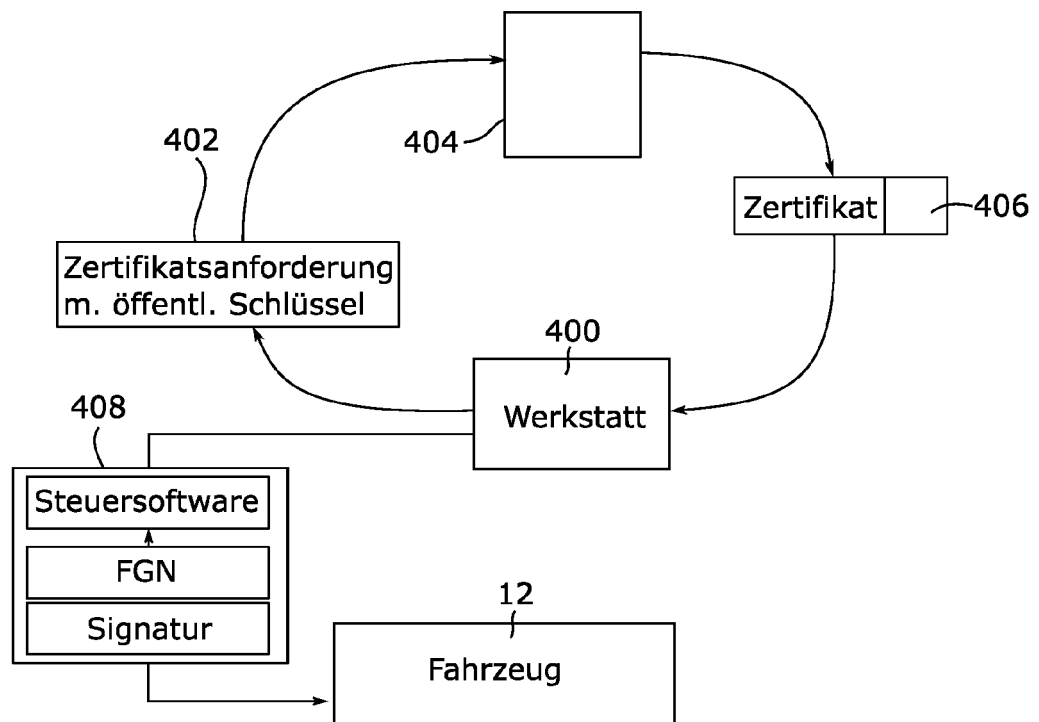 402
404
Zertifikat
406
Zertifikatsanforderung
m. öffentl. Schlüssel
400
Werkstatt
408
Steuersoftware
FGN
Signatur
12
Fahrzeug